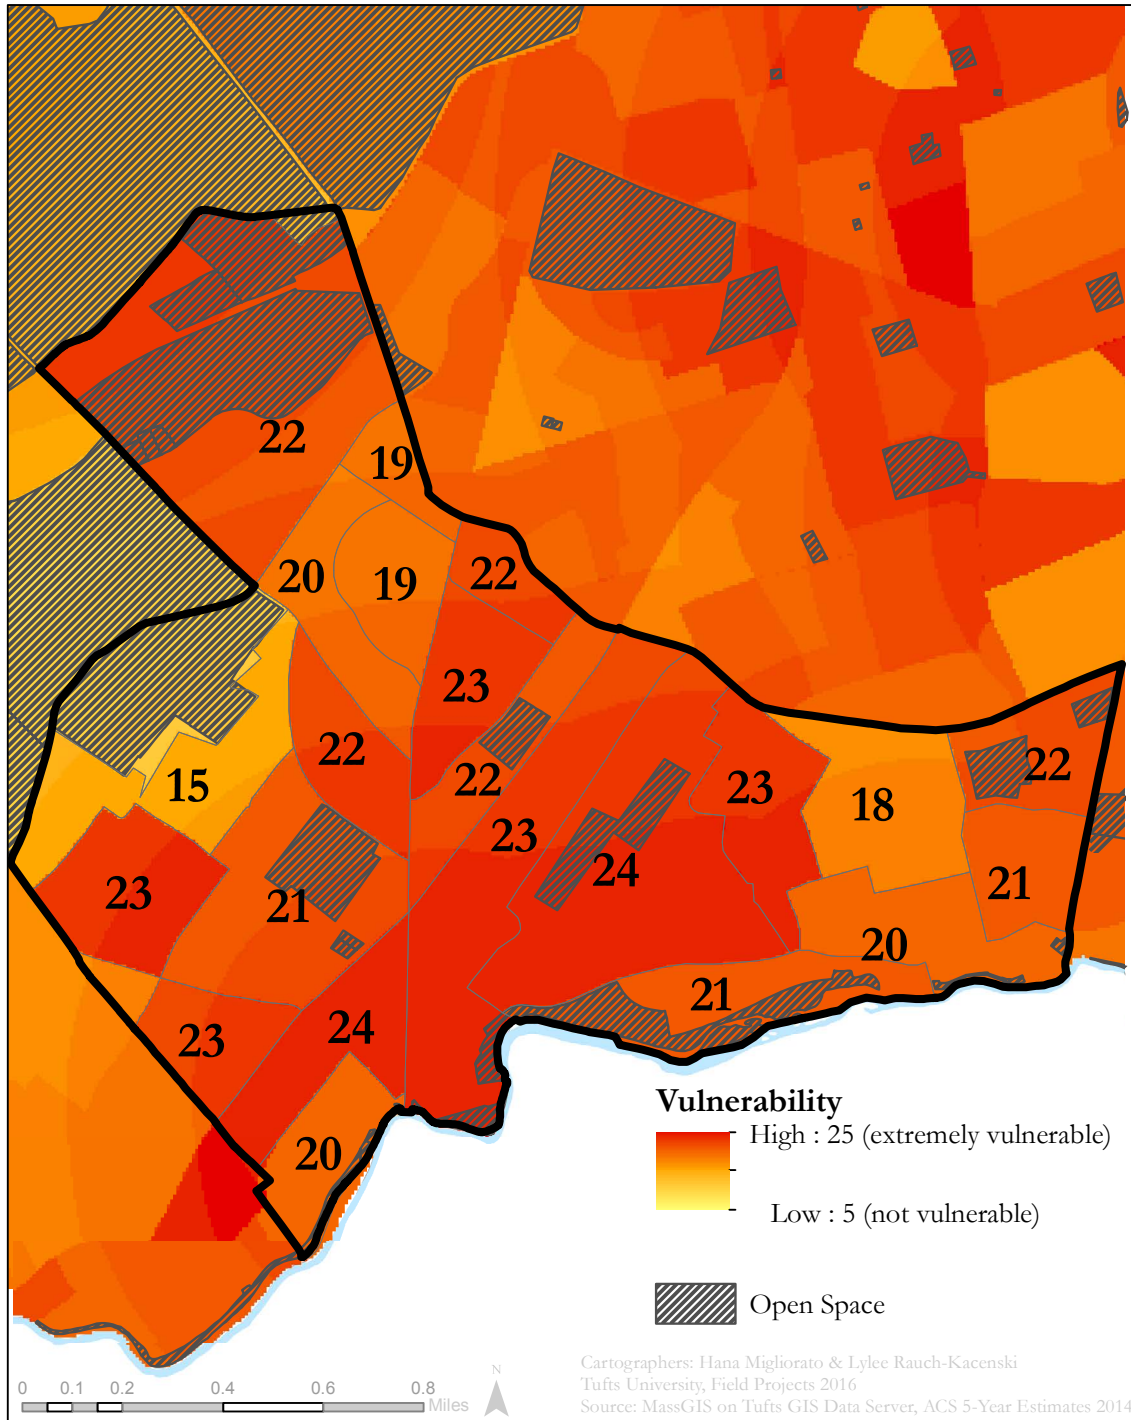 22
19
20
19
22
23
22
15
22
23
23
18
22
23
24
23
21
21
20
21
23
24
20
Vulnerability
High : 25 (extremely vulnerable)
Low : 5 (not vulnerable)
Open Space
Cartographers: Hana Migliorato & Lylee Rauch-Kacenski
Tufts University, Field Projects 2016
Source: MassGIS on Tufts GIS Data Server, ACS 5-Year Estimates 2014
N
0 0.1 0.2 0.4 0.6 0.8
Miles